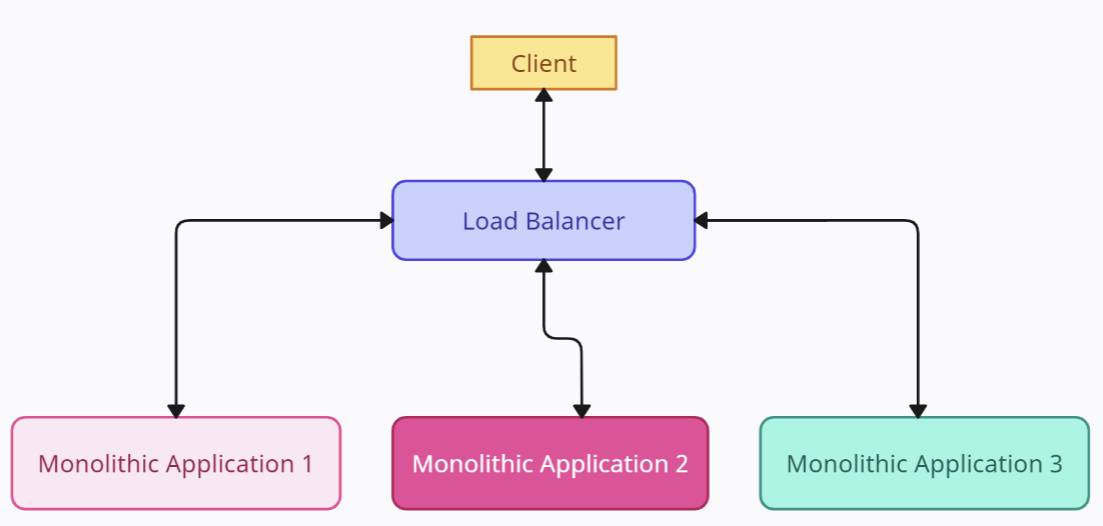 Client
Load Balancer
Monolithic Application 1
Monolithic Application 2
Monolithic Application 3